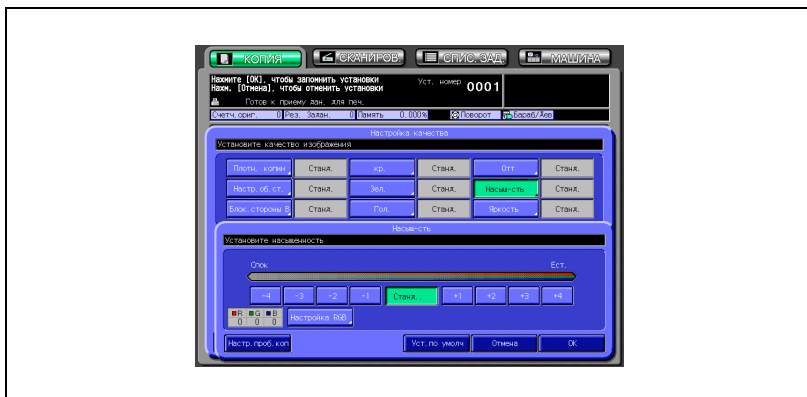 КОПИЯ СКАНИРОВ. СПИС. ЗАД. МАШИНА
Нажмите [OK], чтобы запомнить установки
Нажм. [Отмена], чтобы отменить установки
Уст. номер 0001
Готов к приему дан. для печ.
Счетч.ориг. 0 Рез. Задан. 0 Память 0.000% Поворот Бараб/Лев
Настройка качества
Установите качество изображения
Плотн. копии Станд. кр. Станд. Отт Станд.
Настр.об.ст. Станд. Зел. Станд. Насыщ-сть Станд.
Блок.стороны В Станд. Гол. Станд. Яркость Станд.
Насыщ-сть
Установите насыщенность
Спок Ест.
-4 -3 -2 -1 Станд. +1 +2 +3 +4
R G B
0 0 0
Настройка RGB
Настр.проб.коп Уст.по умолч Отмена OK